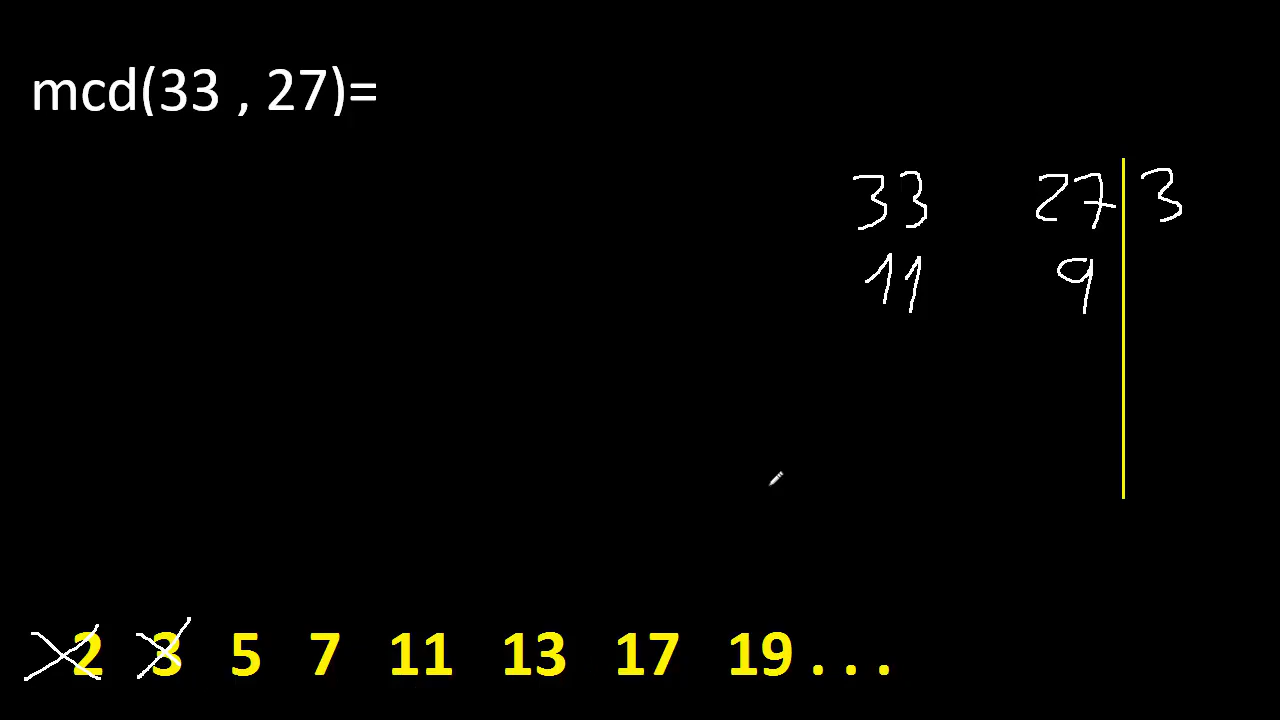 mcd(33 , 27)=
33 27 3
11 9
2 3 5 7 11 13 17 19 . . .